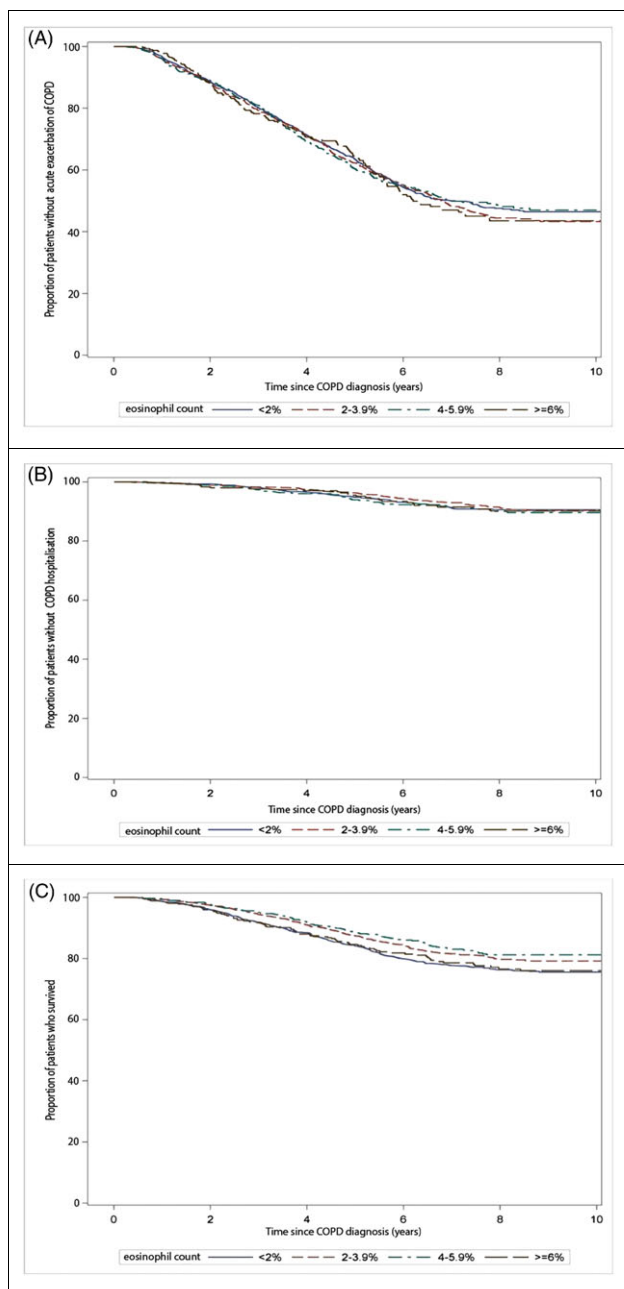 (A)
Proportion of patients without acute exacerbation of COPD
100
80
60
40
20
0
0 2 4 6 8 10
Time since COPD diagnosis (years)
eosinophil count <2% 2-3.9% 4-5.9% >=6%
(B)
Proportion of patients without COPD hospitalisation
100
80
60
40
20
0
0 2 4 6 8 10
Time since COPD diagnosis (years)
eosinophil count <2% 2-3.9% 4-5.9% >=6%
(C)
Proportion of patients who survived
100
80
60
40
20
0
0 2 4 6 8 10
Time since COPD diagnosis (years)
eosinophil count <2% 2-3.9% 4-5.9% >=6%